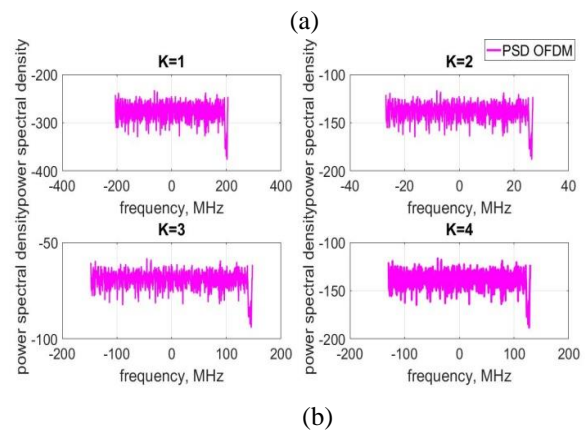 (a)
PSD OFDM
K=1
K=2
power spectral density
-200
-300
-400
-400 -200 0 200 400
frequency, MHz
power spectral density
-100
-150
-200
-40 -20 0 20 40
frequency, MHz
K=3
K=4
power spectral density
-50
-100
-200 -100 0 100 200
frequency, MHz
power spectral density
-100
-150
-200
-200 -100 0 100 200
frequency, MHz
(b)